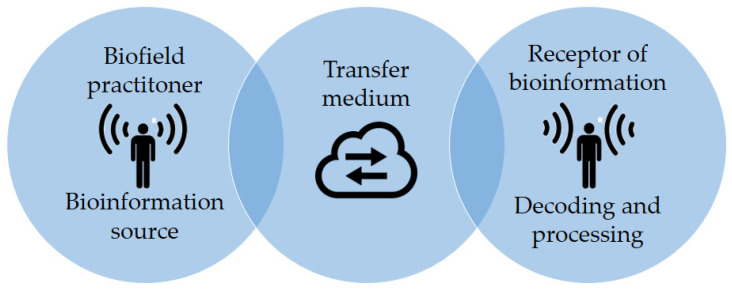 Biofield
practitoner
Bioinformation
source
Transfer
medium
Receptor of
bioinformation
Decoding and
processing